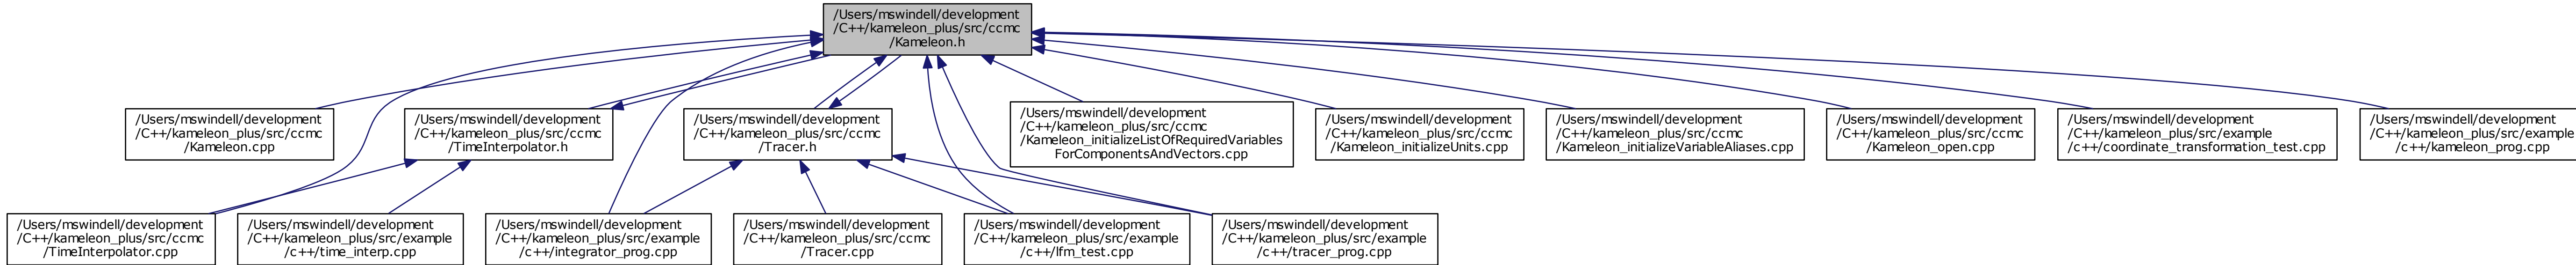 /Users/mswindell/development
/C++/kameleon_plus/src/ccmc
/Kameleon.h
/Users/mswindell/development
/C++/kameleon_plus/src/ccmc
/Kameleon.cpp
/Users/mswindell/development
/C++/kameleon_plus/src/ccmc
/TimeInterpolator.h
/Users/mswindell/development
/C++/kameleon_plus/src/ccmc
/Tracer.h
/Users/mswindell/development
/C++/kameleon_plus/src/ccmc
/Kameleon_initializeListOfRequiredVariables
ForComponentsAndVectors.cpp
/Users/mswindell/development
/C++/kameleon_plus/src/ccmc
/Kameleon_initializeUnits.cpp
/Users/mswindell/development
/C++/kameleon_plus/src/ccmc
/Kameleon_initializeVariableAliases.cpp
/Users/mswindell/development
/C++/kameleon_plus/src/ccmc
/Kameleon_open.cpp
/Users/mswindell/development
/C++/kameleon_plus/src/example
/c++/coordinate_transformation_test.cpp
/Users/mswindell/development
/C++/kameleon_plus/src/example
/c++/kameleon_prog.cpp
/Users/mswindell/development
/C++/kameleon_plus/src/ccmc
/TimeInterpolator.cpp
/Users/mswindell/development
/C++/kameleon_plus/src/example
/c++/time_interp.cpp
/Users/mswindell/development
/C++/kameleon_plus/src/example
/c++/integrator_prog.cpp
/Users/mswindell/development
/C++/kameleon_plus/src/ccmc
/Tracer.cpp
/Users/mswindell/development
/C++/kameleon_plus/src/example
/c++/lfm_test.cpp
/Users/mswindell/development
/C++/kameleon_plus/src/example
/c++/tracer_prog.cpp